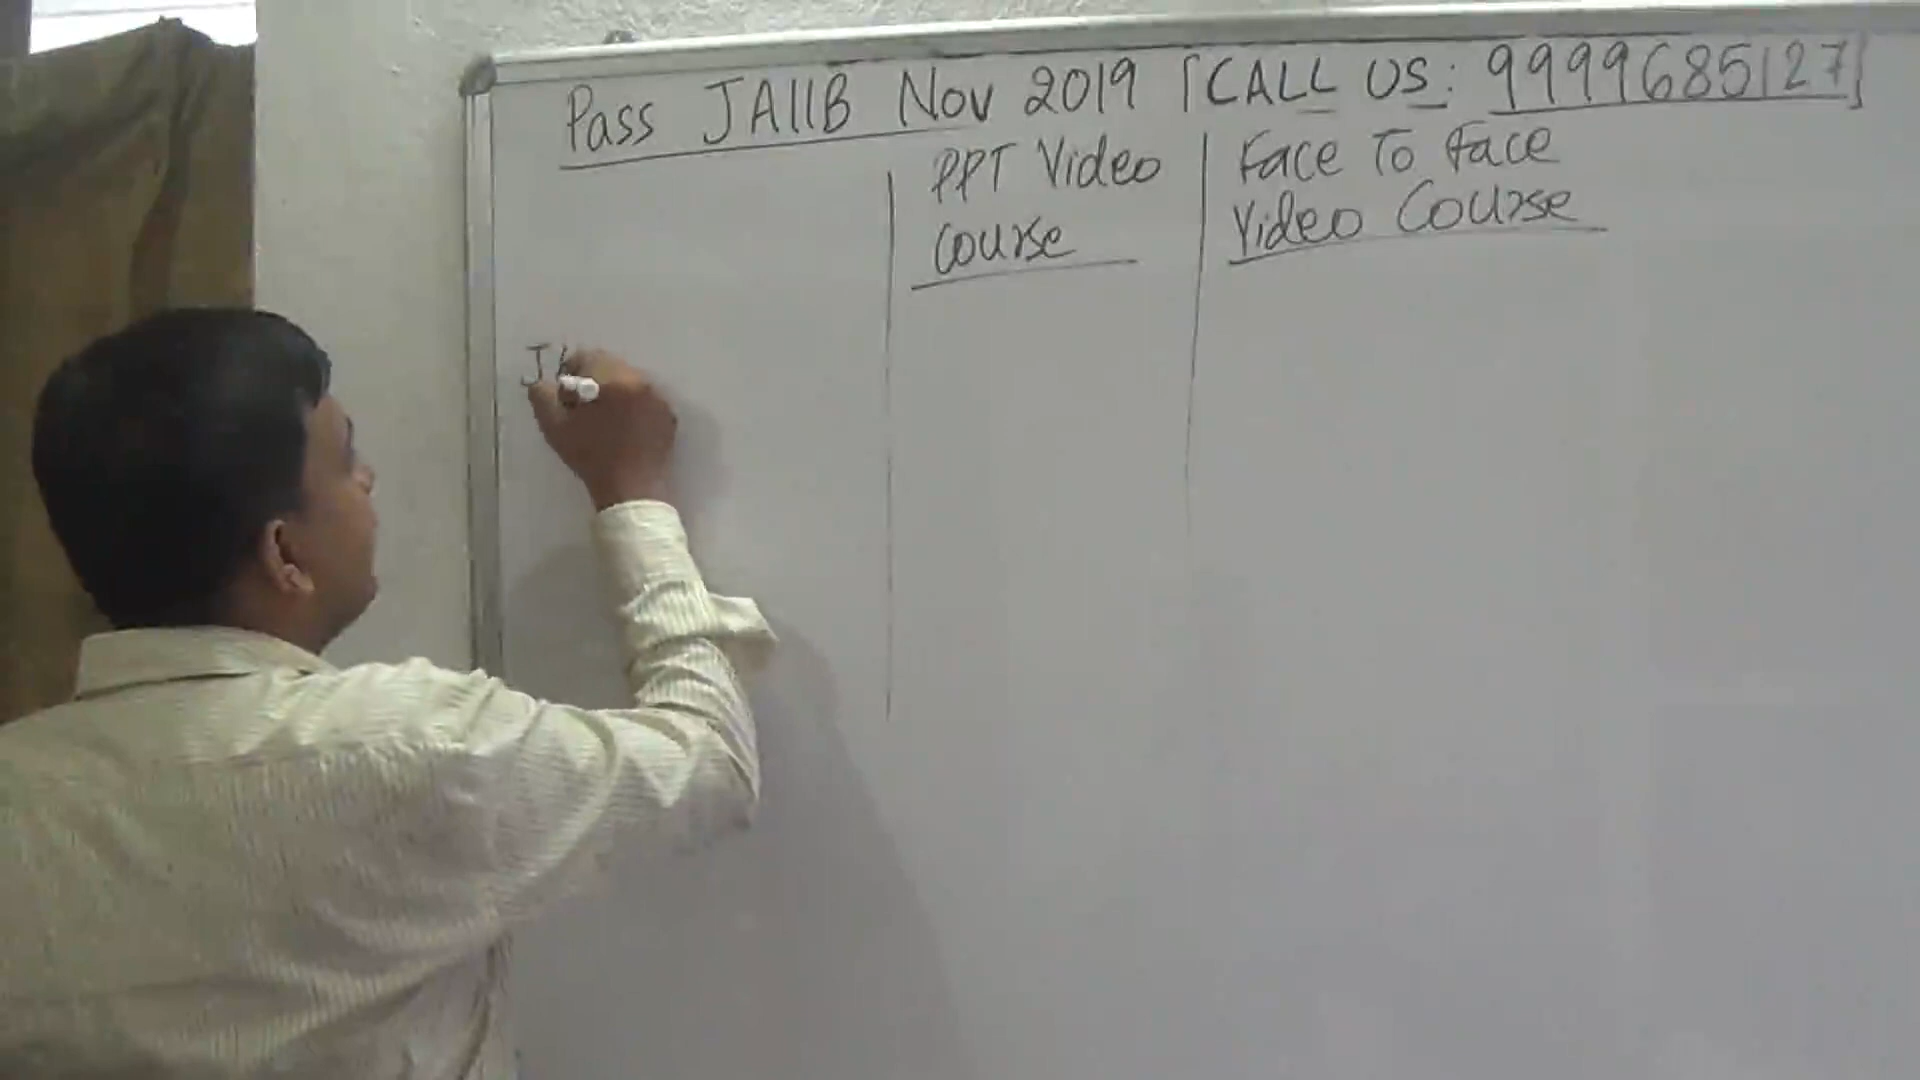 Pass JAIIB Nov 2019 [CALL US: 9999685127]
PPT Video
Course
Face To Face
Video Course
J